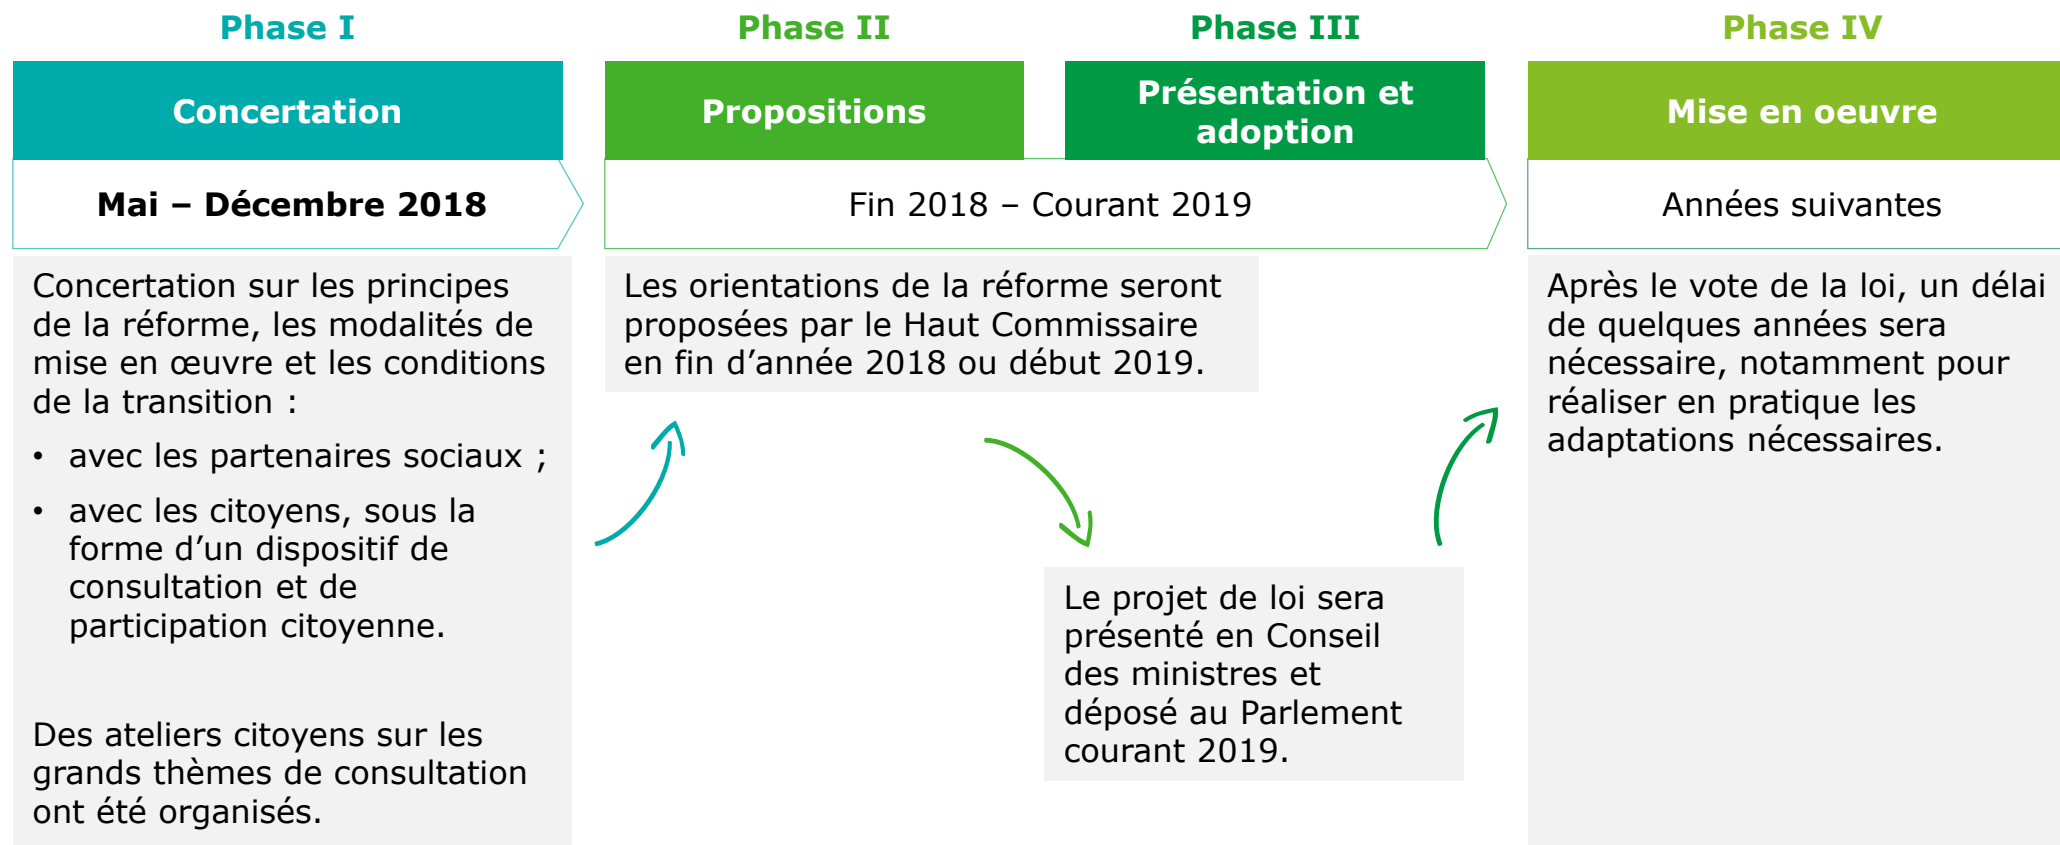 Phase I
Phase II
Phase III
Phase IV
Concertation
Propositions
Présentation et
adoption
Mise en oeuvre
Mai – Décembre 2018
Fin 2018 – Courant 2019
Années suivantes
Concertation sur les principes
de la réforme, les modalités de
mise en œuvre et les conditions
de la transition :
• avec les partenaires sociaux ;
• avec les citoyens, sous la
forme d’un dispositif de
consultation et de
participation citoyenne.
Des ateliers citoyens sur les
grands thèmes de consultation
ont été organisés.
Les orientations de la réforme seront
proposées par le Haut Commissaire
en fin d’année 2018 ou début 2019.
Le projet de loi sera
présenté en Conseil
des ministres et
déposé au Parlement
courant 2019.
Après le vote de la loi, un délai
de quelques années sera
nécessaire, notamment pour
réaliser en pratique les
adaptations nécessaires.